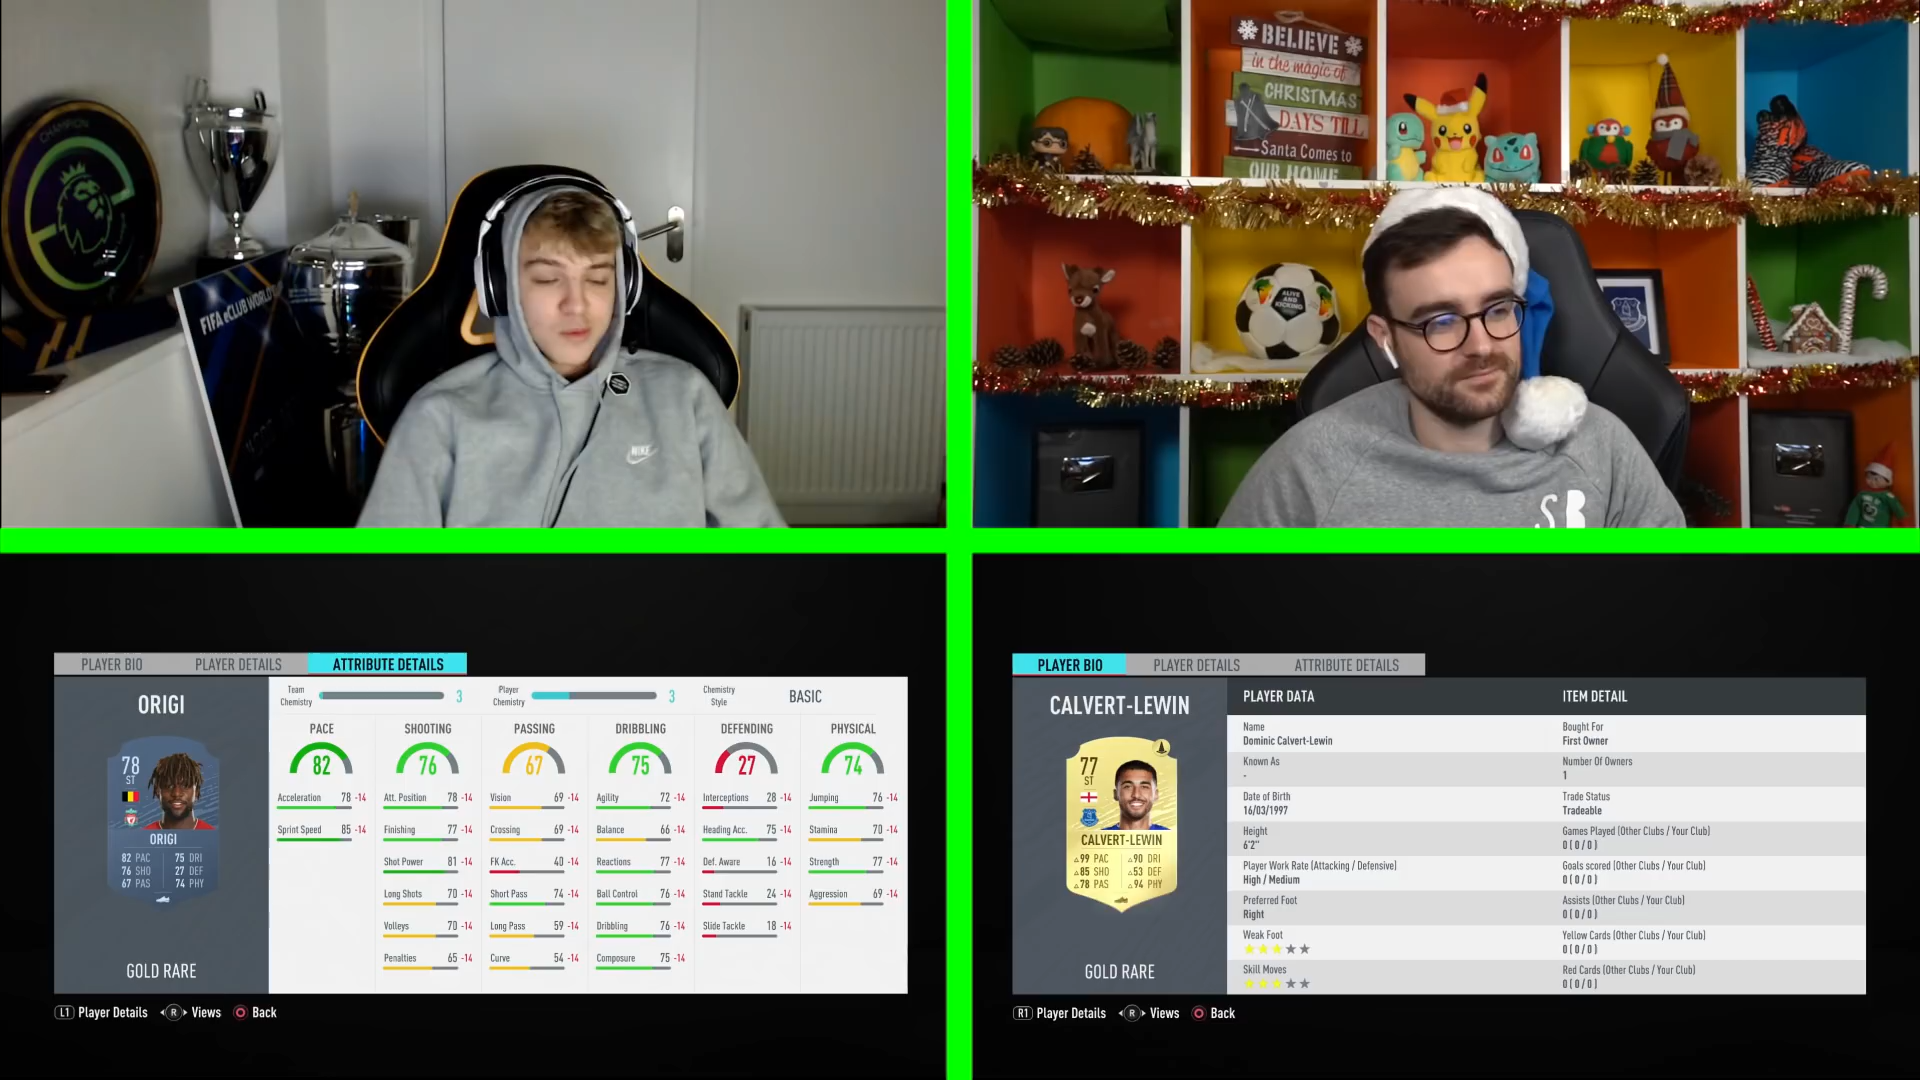 CHAMPION
FIFA eCLUB WORLD
NIKE
BELIEVE
in the magic of
CHRISTMAS
DAYS TILL
Santa Comes to
OUR HOME
ALIVE
AND
KICKING
SB
PLAYER BIO
PLAYER DETAILS
ATTRIBUTE DETAILS
ORIGI
78
ST
ORIGI
82 PAC 75 DRI
76 SHO 27 DEF
67 PAS 74 PHY
GOLD RARE
Team Chemistry 3
Player Chemistry 3
Chemistry Style BASIC
PACE
82
Acceleration 78 -14
Sprint Speed 85 -14
SHOOTING
76
Att. Position 78 -14
Finishing 77 -14
Shot Power 81 -14
Long Shots 70 -14
Volleys 70 -14
Penalties 65 -14
PASSING
67
Vision 69 -14
Crossing 69 -14
FK Acc. 40 -14
Short Pass 74 -14
Long Pass 59 -14
Curve 54 -14
DRIBBLING
75
Agility 72 -14
Balance 66 -14
Reactions 77 -14
Ball Control 76 -14
Dribbling 76 -14
Composure 75 -14
DEFENDING
27
Interceptions 28 -14
Heading Acc. 75 -14
Def. Aware 16 -14
Stand Tackle 24 -14
Slide Tackle 18 -14
PHYSICAL
74
Jumping 76 -14
Stamina 70 -14
Strength 77 -14
Aggression 69 -14
L1 Player Details R Views Back
PLAYER BIO
PLAYER DETAILS
ATTRIBUTE DETAILS
CALVERT-LEWIN
77
ST
CALVERT-LEWIN
99 PAC 90 DRI
85 SHO 53 DEF
78 PAS 94 PHY
GOLD RARE
PLAYER DATA
Name
Dominic Calvert-Lewin
Known As
-
Date of Birth
16/03/1997
Height
6'2"
Player Work Rate (Attacking / Defensive)
High / Medium
Preferred Foot
Right
Weak Foot
Skill Moves
ITEM DETAIL
Bought For
First Owner
Number Of Owners
1
Trade Status
Tradeable
Games Played (Other Clubs / Your Club)
0 ( 0 / 0 )
Goals scored (Other Clubs / Your Club)
0 ( 0 / 0 )
Assists (Other Clubs / Your Club)
0 ( 0 / 0 )
Yellow Cards (Other Clubs / Your Club)
0 ( 0 / 0 )
Red Cards (Other Clubs / Your Club)
0 ( 0 / 0 )
R1 Player Details R Views Back